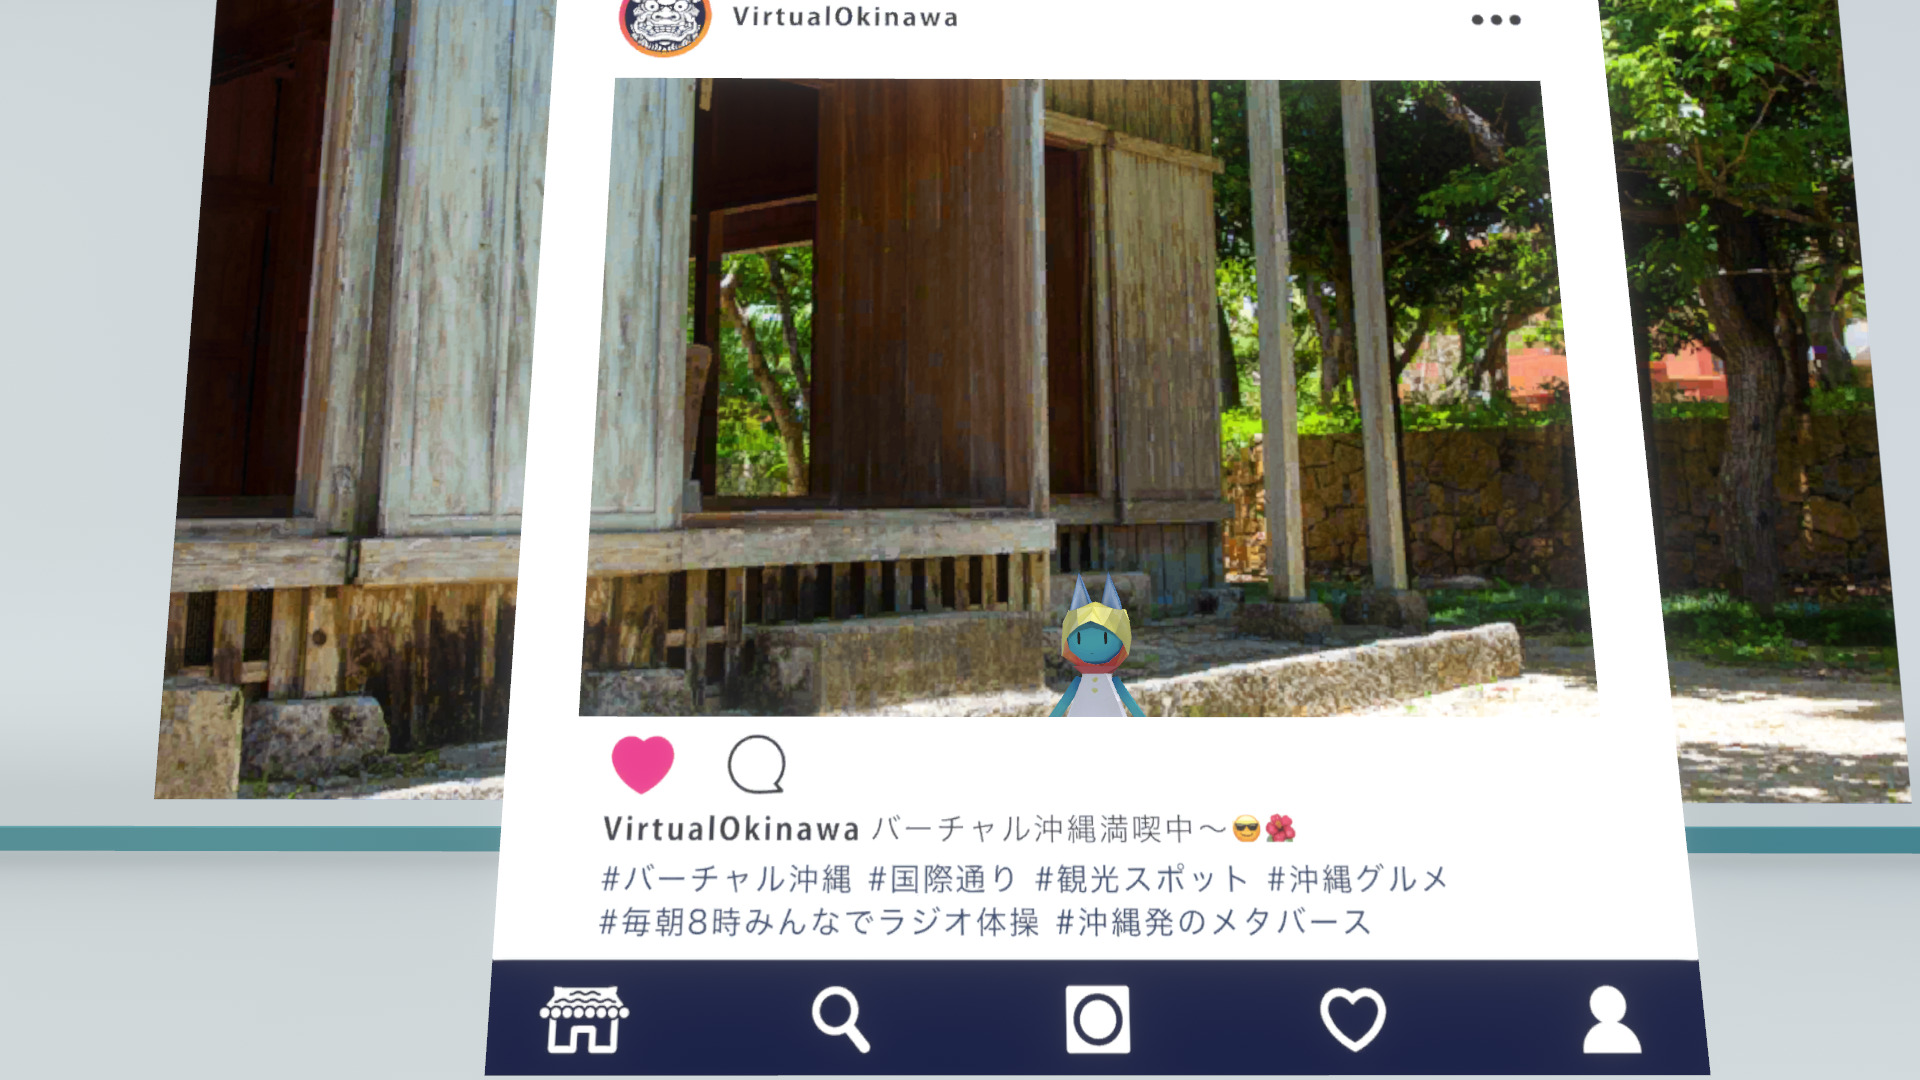 VirtualOkinawa
VirtualOkinawa バーチャル沖縄満喫中～😎🌺
#バーチャル沖縄 #国際通り #観光スポット #沖縄グルメ
#毎朝8時みんなでラジオ体操 #沖縄発のメタバース